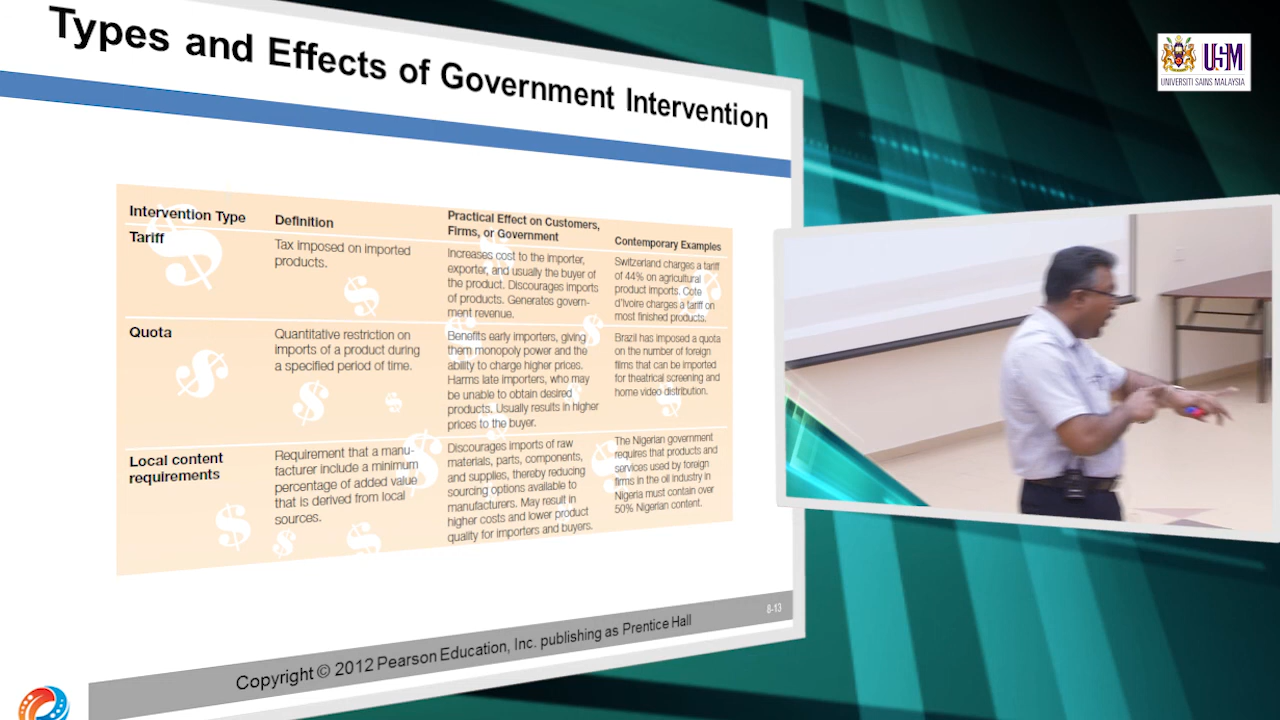 Types and Effects of Government Intervention
USM
UNIVERSITI SAINS MALAYSIA
Intervention Type
Definition
Practical Effect on Customers,
Firms, or Government
Contemporary Examples
Tariff
Tax imposed on imported
products.
Increases cost to the importer,
exporter, and usually the buyer of
the product. Discourages imports
of products. Generates govern-
ment revenue.
Switzerland charges a tariff
of 44% on agricultural
product imports. Cote
d'Ivoire charges a tariff on
most finished products.
Quota
Quantitative restriction on
imports of a product during
a specified period of time.
Benefits early importers, giving
them monopoly power and the
ability to charge higher prices.
Harms late importers, who may
be unable to obtain desired
products. Usually results in higher
prices to the buyer.
Brazil has imposed a quota
on the number of foreign
films that can be imported
for theatrical screening and
home video distribution.
Local content
requirements
Requirement that a manu-
facturer include a minimum
percentage of added value
that is derived from local
sources.
Discourages imports of raw
materials, parts, components,
and supplies, thereby reducing
sourcing options available to
manufacturers. May result in
higher costs and lower product
quality for importers and buyers.
The Nigerian government
requires that products and
services used by foreign
firms in the oil industry in
Nigeria must contain over
50% Nigerian content.
8-13
Copyright © 2012 Pearson Education, Inc. publishing as Prentice Hall